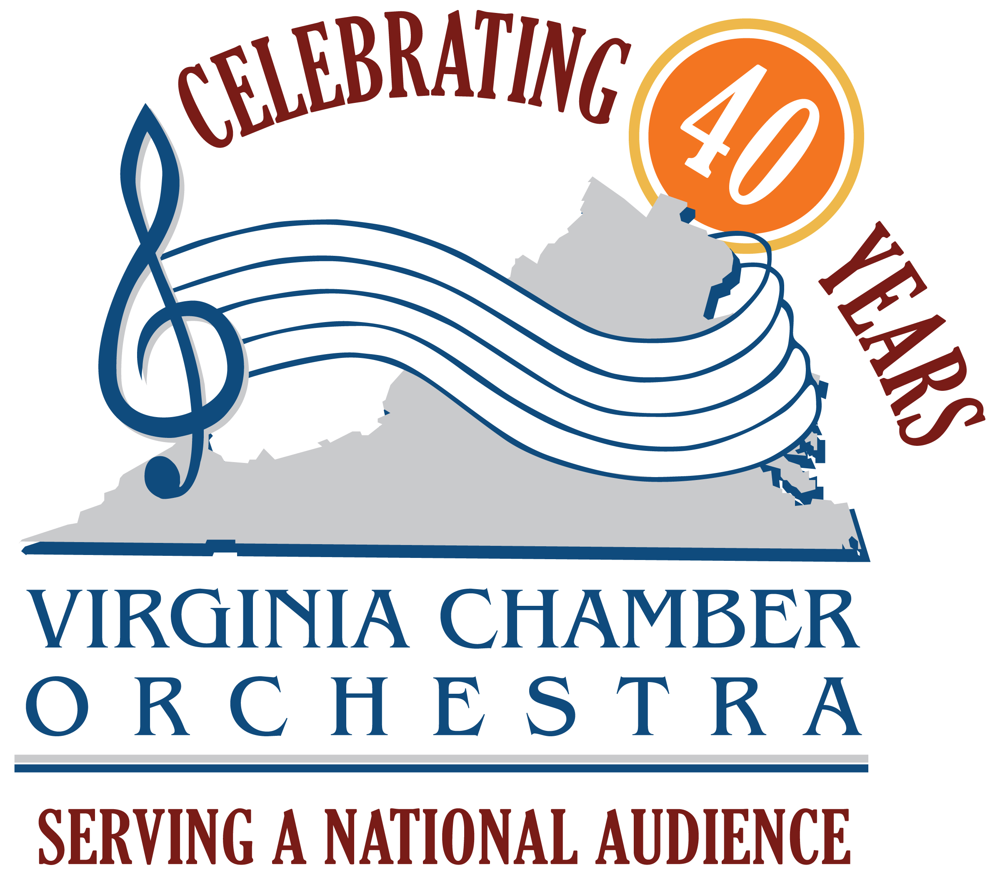 CELEBRATING
40
YEARS
VIRGINIA CHAMBER
ORCHESTRA
SERVING A NATIONAL AUDIENCE